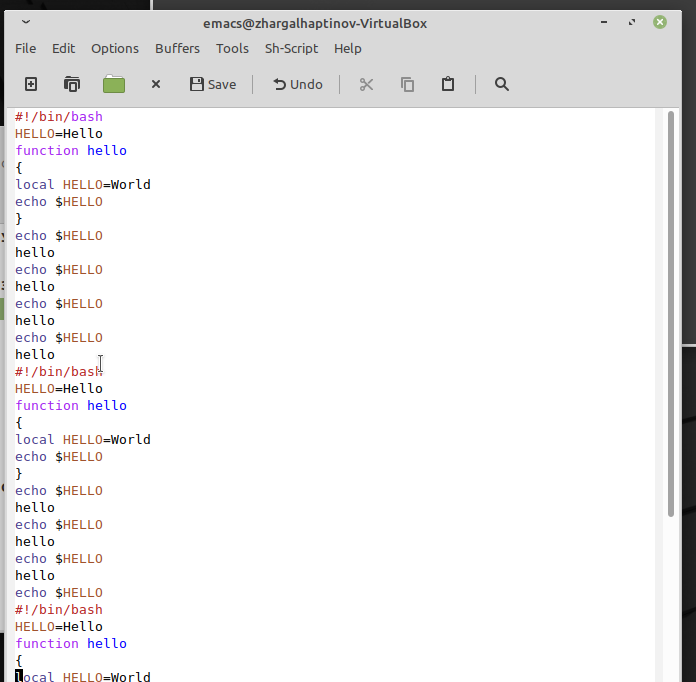 emacs@zhargalhaptinov-VirtualBox
File Edit Options Buffers Tools Sh-Script Help
Save Undo
#!/bin/bash
HELLO=Hello
function hello
{
local HELLO=World
echo $HELLO
}
echo $HELLO
hello
echo $HELLO
hello
echo $HELLO
hello
echo $HELLO
hello
#!/bin/bash
HELLO=Hello
function hello
{
local HELLO=World
echo $HELLO
}
echo $HELLO
hello
echo $HELLO
hello
echo $HELLO
hello
echo $HELLO
#!/bin/bash
HELLO=Hello
function hello
{
local HELLO=World